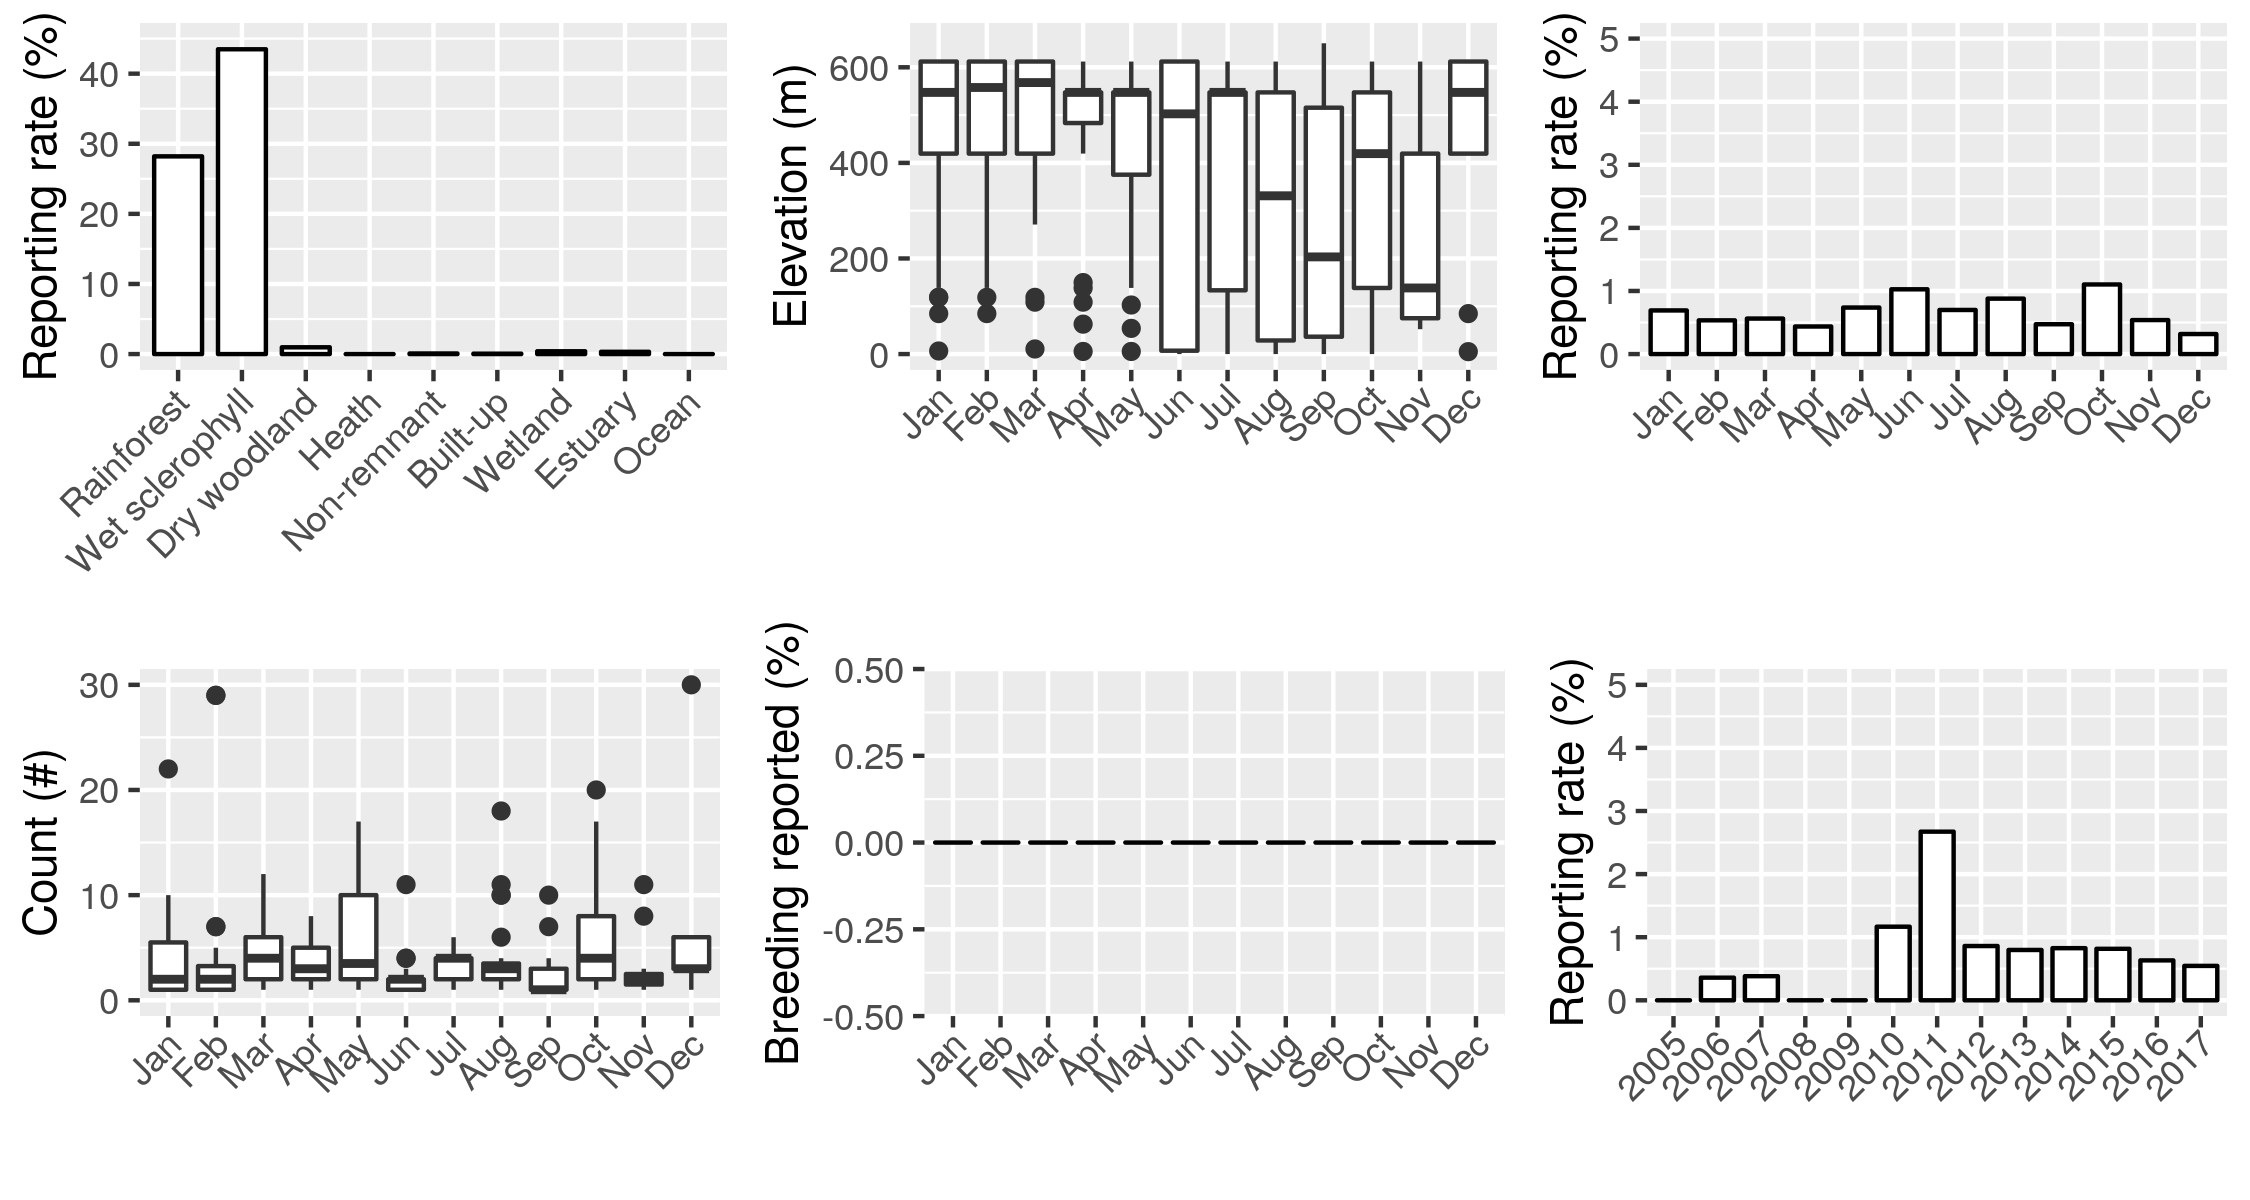 Reporting rate (%)
40
30
20
10
0
Rainforest
Wet sclerophyll
Dry woodland
Heath
Non-remnant
Built-up
Wetland
Estuary
Ocean
Elevation (m)
600
400
200
0
Jan
Feb
Mar
Apr
May
Jun
Jul
Aug
Sep
Oct
Nov
Dec
Reporting rate (%)
5
4
3
2
1
0
Jan
Feb
Mar
Apr
May
Jun
Jul
Aug
Sep
Oct
Nov
Dec
Count (#)
30
20
10
0
Jan
Feb
Mar
Apr
May
Jun
Jul
Aug
Sep
Oct
Nov
Dec
Breeding reported (%)
0.50
0.25
0.00
-0.25
-0.50
Jan
Feb
Mar
Apr
May
Jun
Jul
Aug
Sep
Oct
Nov
Dec
Reporting rate (%)
5
4
3
2
1
0
2005
2006
2007
2008
2009
2010
2011
2012
2013
2014
2015
2016
2017